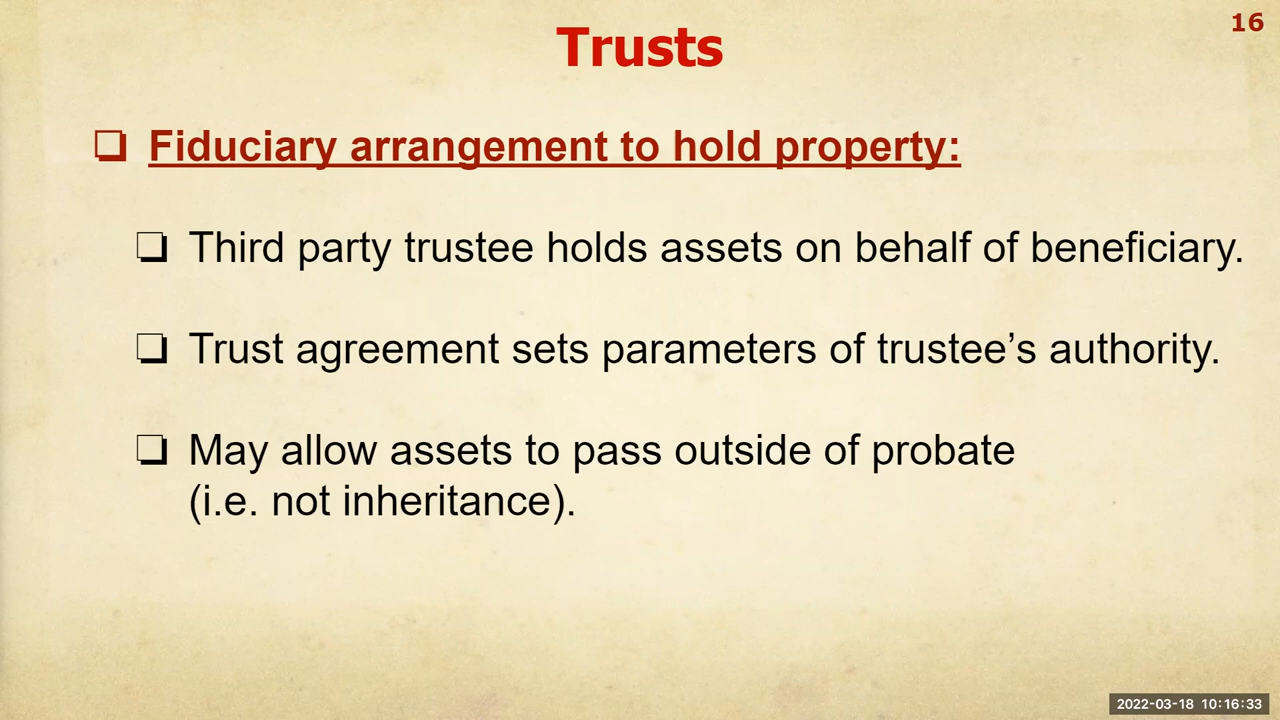 16
Trusts
❑ Fiduciary arrangement to hold property:
❑ Third party trustee holds assets on behalf of beneficiary.
❑ Trust agreement sets parameters of trustee’s authority.
❑ May allow assets to pass outside of probate
(i.e. not inheritance).
2022-03-18 10:16:33